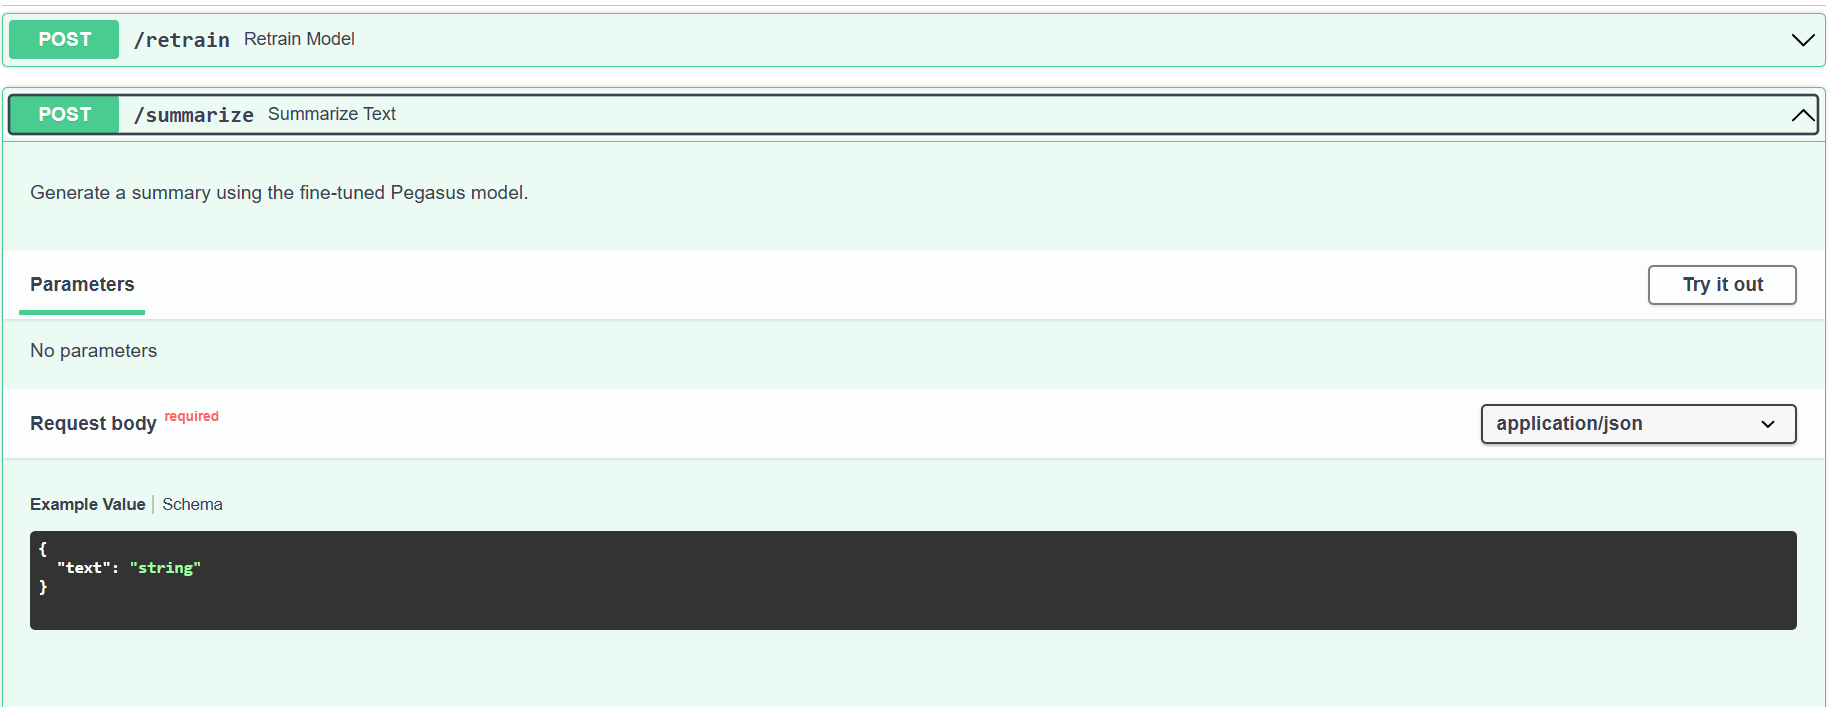 POST /retrain Retrain Model
POST /summarize Summarize Text
Generate a summary using the fine-tuned Pegasus model.
Parameters
Try it out
No parameters
Request body required
application/json
Example Value | Schema
{
  "text": "string"
}